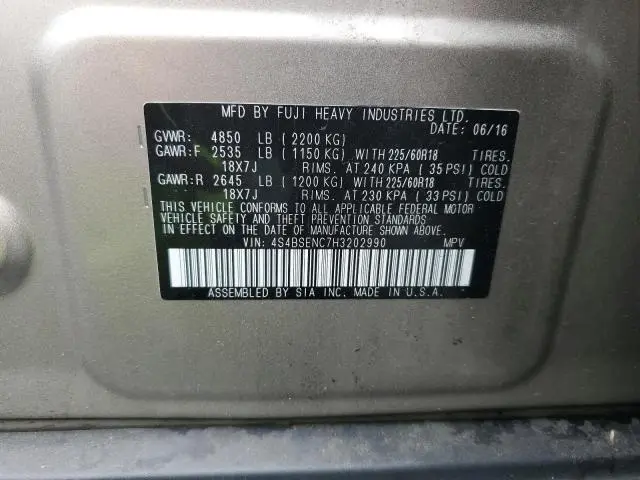 MFD BY FUJI HEAVY INDUSTRIES LTD.
DATE: 06/16
GVWR: 4850 LB ( 2200 KG)
GAWR:F 2535 LB ( 1150 KG) WITH 225/60R18 TIRES.
18X7J RIMS. AT 240 KPA ( 35 PSI) COLD
GAWR:R 2645 LB ( 1200 KG) WITH 225/60R18 TIRES.
18X7J RIMS. AT 230 KPA ( 33 PSI) COLD
THIS VEHICLE CONFORMS TO ALL APPLICABLE FEDERAL MOTOR
VEHICLE SAFETY AND THEFT PREVENTION STANDARDS
IN EFFECT ON THE DATE OF MANUFACTURE SHOWN ABOVE.
VIN: 4S4BSENC7H3202990 MPV
ASSEMBLED BY SIA INC. MADE IN U.S.A.